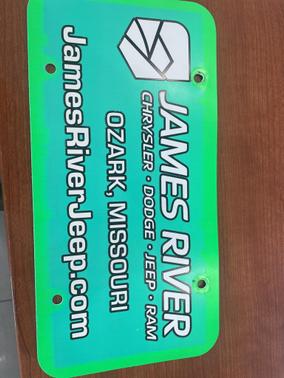 JAMES RIVER
CHRYSLER • DODGE • JEEP • RAM
OZARK, MISSOURI
JamesRiverJeep.com